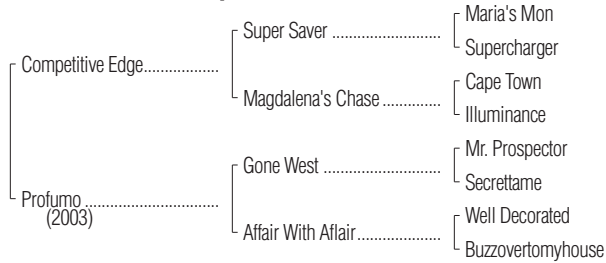 Maria's Mon
Super Saver ....................
Supercharger
Competitive Edge..................
Cape Town
Magdalena's Chase ..............
Illuminance
Mr. Prospector
Gone West ......................
Secrettame
Profumo ................................
(2003)
Well Decorated
Affair With Aflair....................
Buzzovertomyhouse